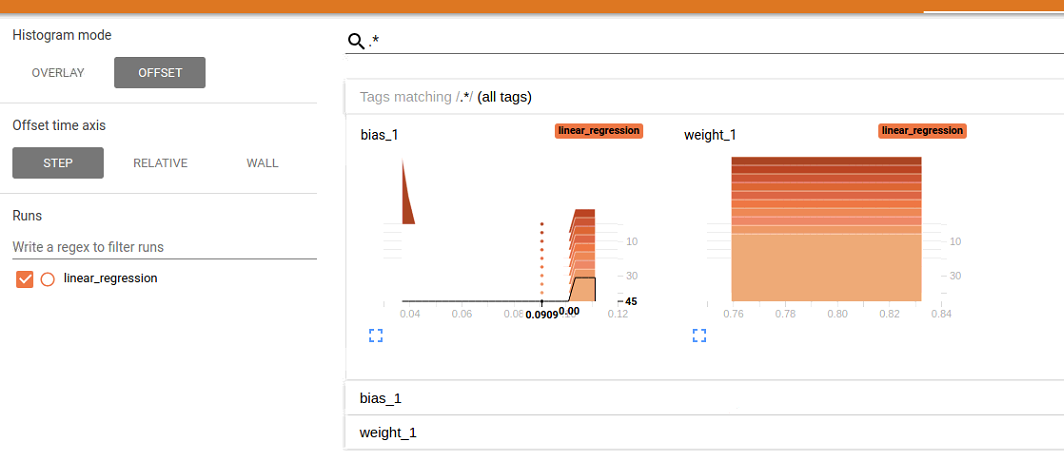 Histogram mode
OVERLAY
OFFSET
Offset time axis
STEP
RELATIVE
WALL
Runs
Write a regex to filter runs
linear_regression
.*
Tags matching /.*/ (all tags)
bias_1
linear_regression
10
30
45
0.04
0.06
0.0909
0.00
0.12
weight_1
linear_regression
10
30
0.76
0.78
0.80
0.82
0.84
bias_1
weight_1